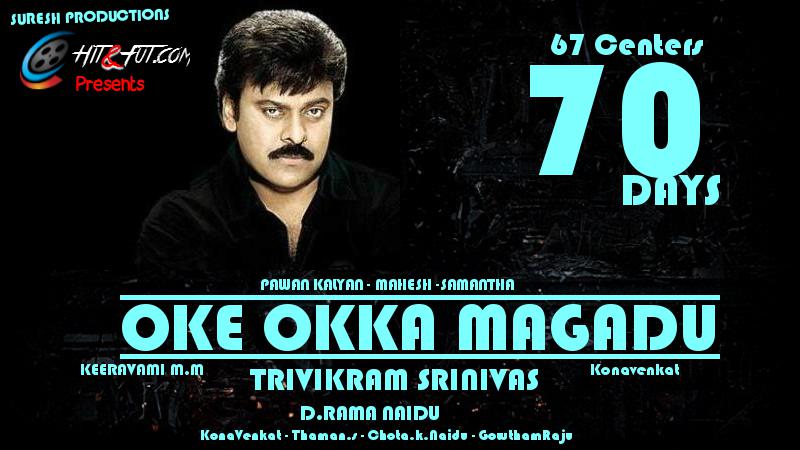 SURESH PRODUCTIONS
HIT&FUT.COM
Presents
67 Centers
70
DAYS
PAWAN KALYAN - MAHESH -SAMANTHA
OKE OKKA MAGADU
KEERAVAMI M.M
Konavenkat
TRIVIKRAM SRINIVAS
D.RAMA NAIDU
KonaVenkat - Thaman.s - Chota.k.Naidu - GowthamRaju